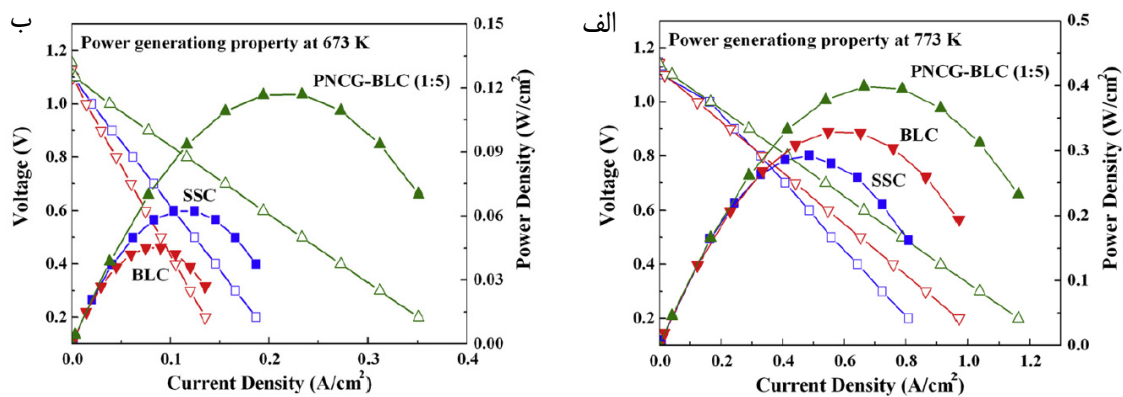 ب
Power generationg property at 673 K
PNCG-BLC (1:5)
SSC
BLC
Voltage (V)
1.2
1.0
0.8
0.6
0.4
0.2
Power Density (W/cm²)
0.15
0.12
0.09
0.06
0.03
0.00
0.0 0.1 0.2 0.3 0.4
Current Density (A/cm²)
الف
Power generationg property at 773 K
PNCG-BLC (1:5)
BLC
SSC
Voltage (V)
1.2
1.0
0.8
0.6
0.4
0.2
Power Density (W/cm²)
0.5
0.4
0.3
0.2
0.1
0.0
0.0 0.2 0.4 0.6 0.8 1.0 1.2
Current Density (A/cm²)